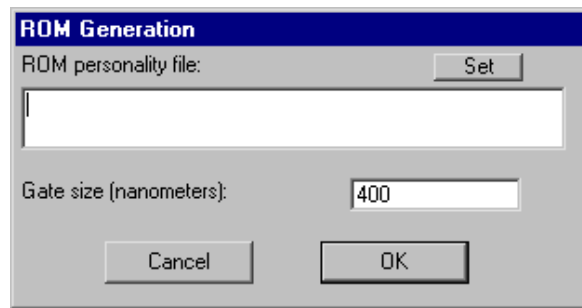 ROM Generation
ROM personality file: Set
Gate size (nanometers): 400
Cancel OK